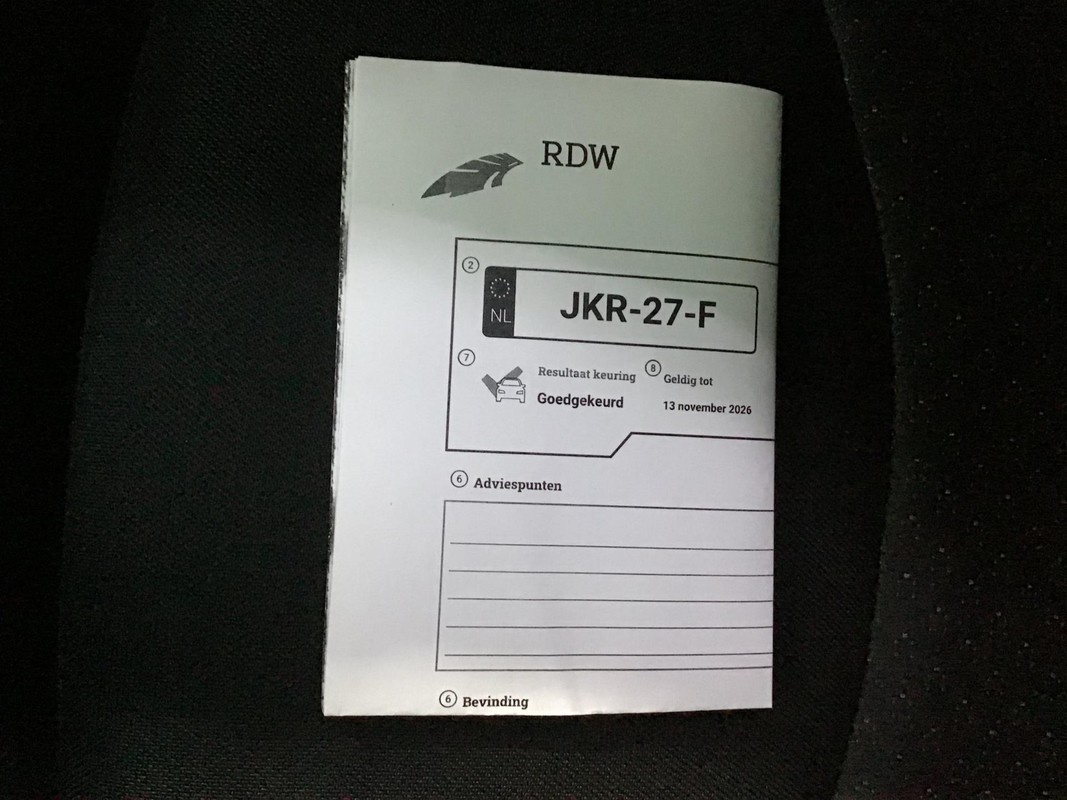 RDW
2
NL
JKR-27-F
7
Resultaat keuring
Goedgekeurd
8
Geldig tot
13 november 2026
6 Adviespunten
6 Bevinding